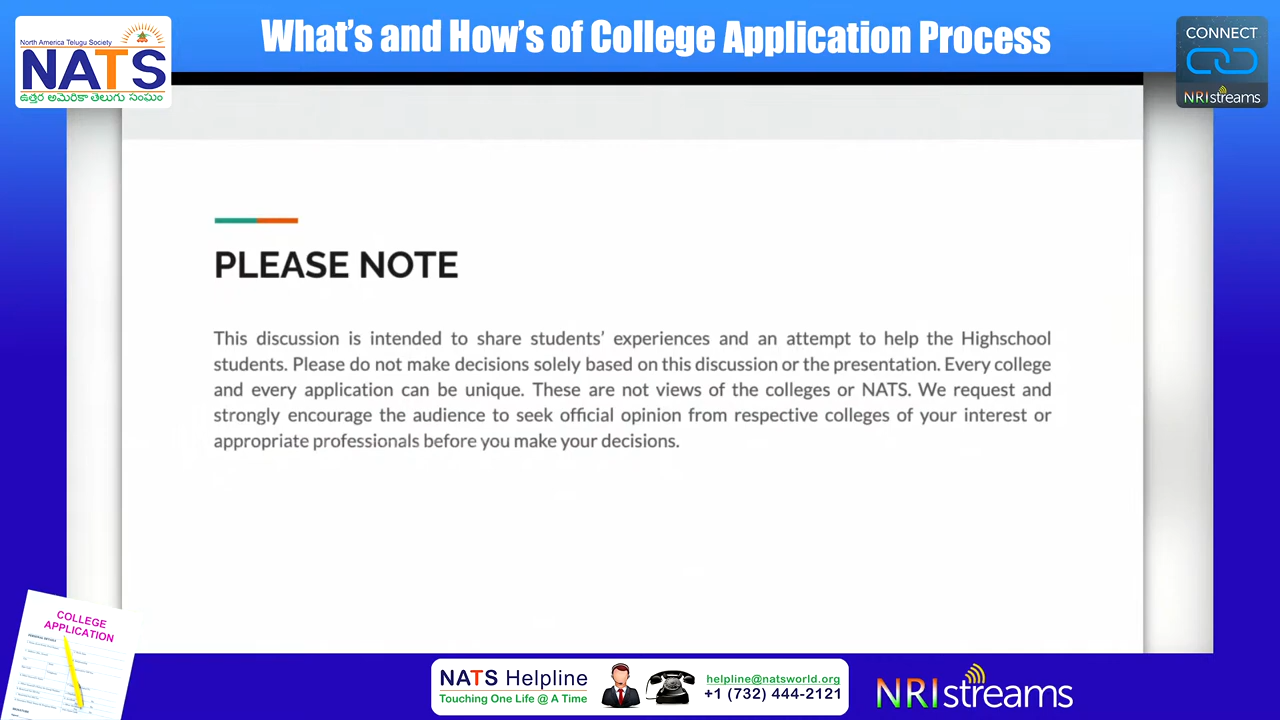 What's and How's of College Application Process
North America Telugu Society
NATS
ఉత్తర అమెరికా తెలుగు సంఘం
CONNECT
NRIstreams
PLEASE NOTE
This discussion is intended to share students' experiences and an attempt to help the Highschool
students. Please do not make decisions solely based on this discussion or the presentation. Every college
and every application can be unique. These are not views of the colleges or NATS. We request and
strongly encourage the audience to seek official opinion from respective colleges of your interest or
appropriate professionals before you make your decisions.
COLLEGE
APPLICATION
NATS Helpline
Touching One Life @ A Time
helpline@natsworld.org
+1 (732) 444-2121
NRIstreams